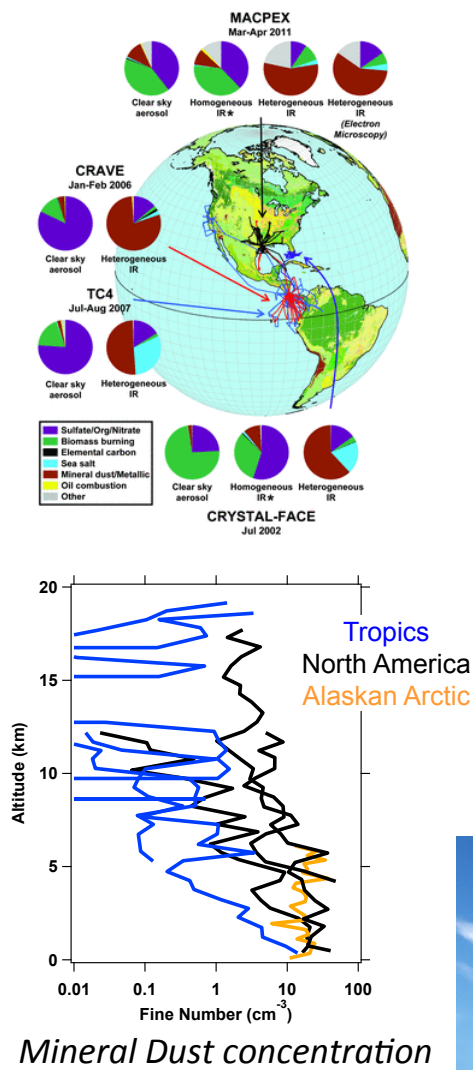 MACPEX
Mar-Apr 2011
Clear sky
aerosol
Homogeneous
IR*
Heterogeneous
IR
Heterogeneous
IR
(Electron
Microscopy)
CRAVE
Jan-Feb 2006
Clear sky
aerosol
Heterogeneous
IR
TC4
Jul-Aug 2007
Clear sky
aerosol
Heterogeneous
IR
Sulfate/Org/Nitrate
Biomass burning
Elemental carbon
Sea salt
Mineral dust/Metallic
Oil combustion
Other
Clear sky
aerosol
Homogeneous
IR*
Heterogeneous
IR
CRYSTAL-FACE
Jul 2002
20
15
10
5
0
Altitude (km)
Tropics
North America
Alaskan Arctic
0.01 0.1 1 10 100
Fine Number (cm-3)
Mineral Dust concentration